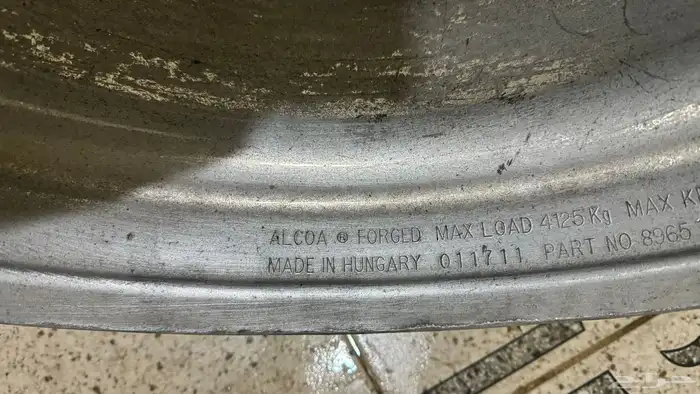 ALCOA ® FORGED MAX LOAD 4125 Kg MAX
MADE IN HUNGARY 011711 PART NO. 8965